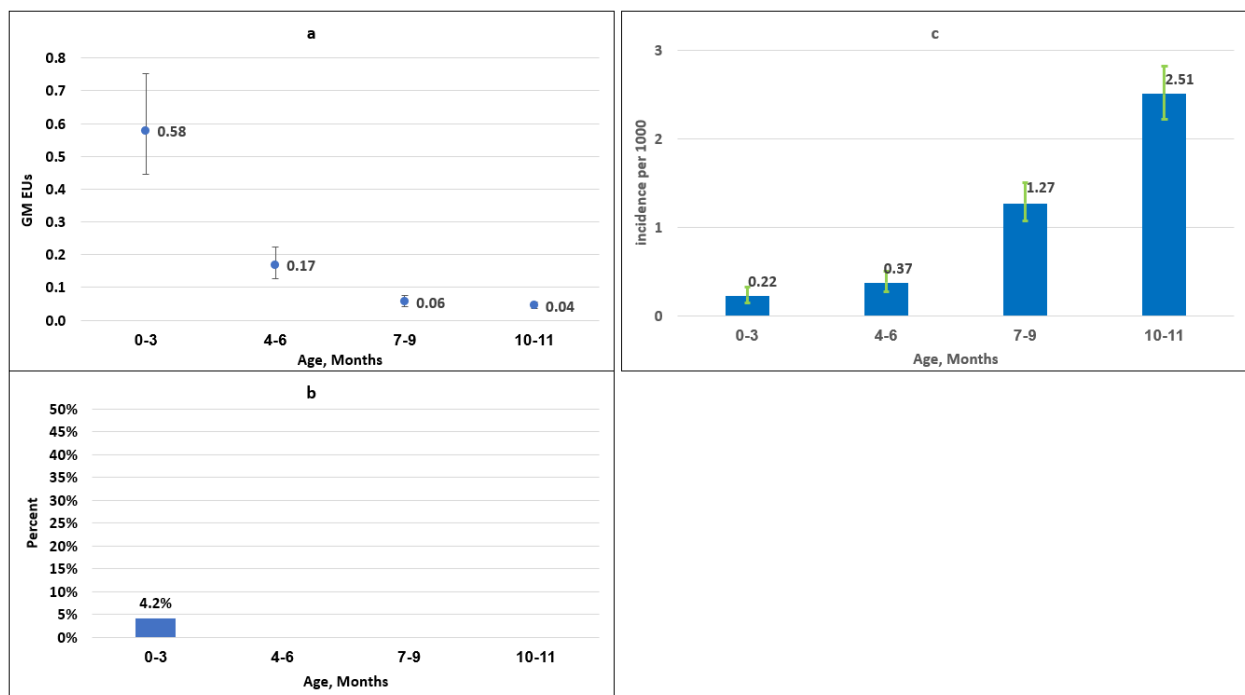 a
0.8
0.7
0.6
0.5
0.4
0.3
0.2
0.1
0.0
GM EUs
0.58
0.17
0.06
0.04
0-3 4-6 7-9 10-11
Age, Months
b
50%
45%
40%
35%
30%
25%
20%
15%
10%
5%
0%
Percent
4.2%
0-3 4-6 7-9 10-11
Age, Months
c
3
2
1
0
incidence per 1000
0.22
0.37
1.27
2.51
0-3 4-6 7-9 10-11
Age, Months